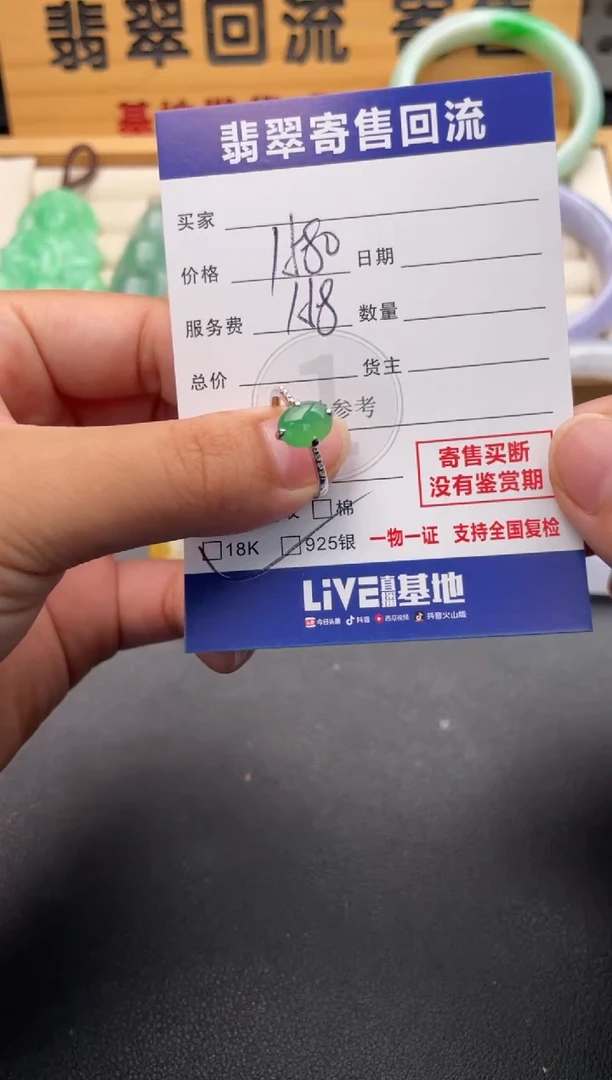 翡翠回流 寄售
翡翠寄售回流
买家
价格 1180 日期
服务费 118 数量
总价 货主
参考
寄售买断
没有鉴赏期
棉
18K 925银 一物一证 支持全国复检
LiVE直播基地
今日头条 抖音 西瓜视频 抖音火山版